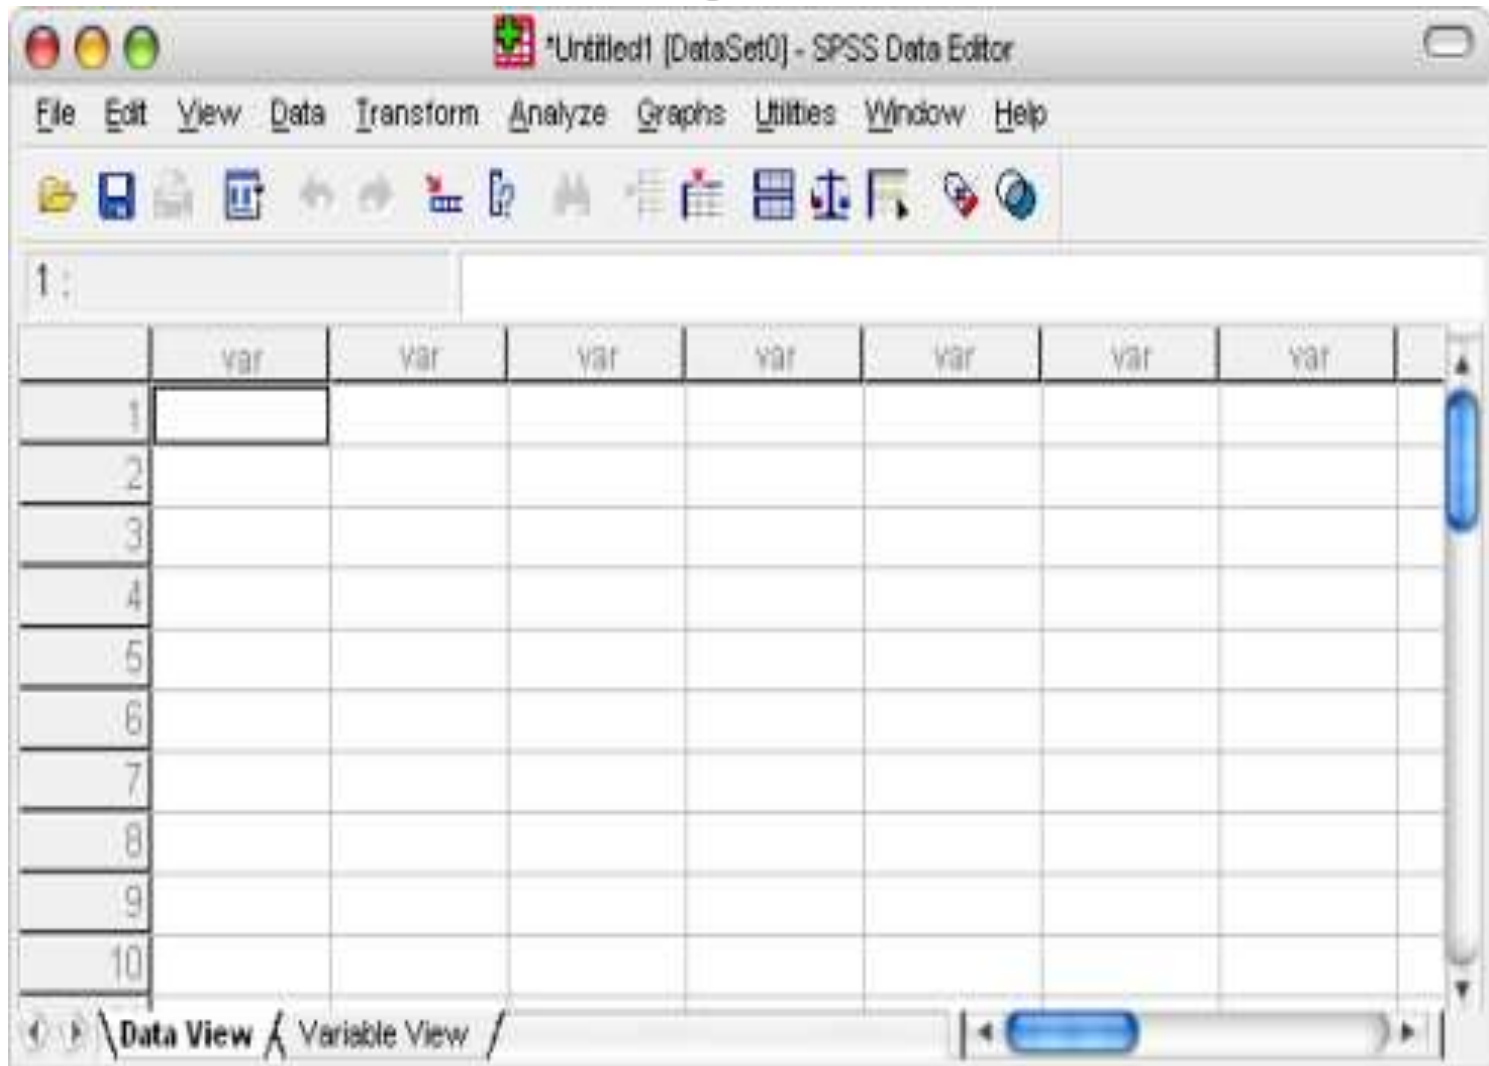 *Untitled1 [DataSet0] - SPSS Data Editor
File Edit View Data Transform Analyze Graphs Utilities Window Help
1 :
var var var var var var var
1
2
3
4
5
6
7
8
9
10
Data View Variable View